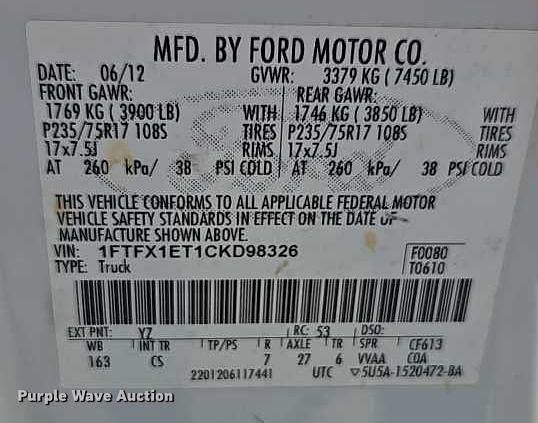 MFD. BY FORD MOTOR CO.
DATE: 06/12 GVWR: 3379 KG ( 7450 LB)
FRONT GAWR: REAR GAWR:
1769 KG ( 3900 LB) WITH 1746 KG ( 3850 LB) WITH
P235/75R17 108S TIRES P235/75R17 108S TIRES
17x7.5J RIMS 17x7.5J RIMS
AT 260 kPa/ 38 PSI COLD AT 260 kPa/ 38 PSI COLD
THIS VEHICLE CONFORMS TO ALL APPLICABLE FEDERAL MOTOR
VEHICLE SAFETY STANDARDS IN EFFECT ON THE DATE OF
MANUFACTURE SHOWN ABOVE.
VIN: 1FTFX1ET1CKD98326 F0080
TYPE: Truck T0610
EXT PNT: YZ RC: 53 DSO:
WB INT TR TP/PS R AXLE TR SPR CF613
163 CS 7 27 6 VVAA COA
2201206117441 UTC ▽5U5A-1520472-BA
Purple Wave Auction